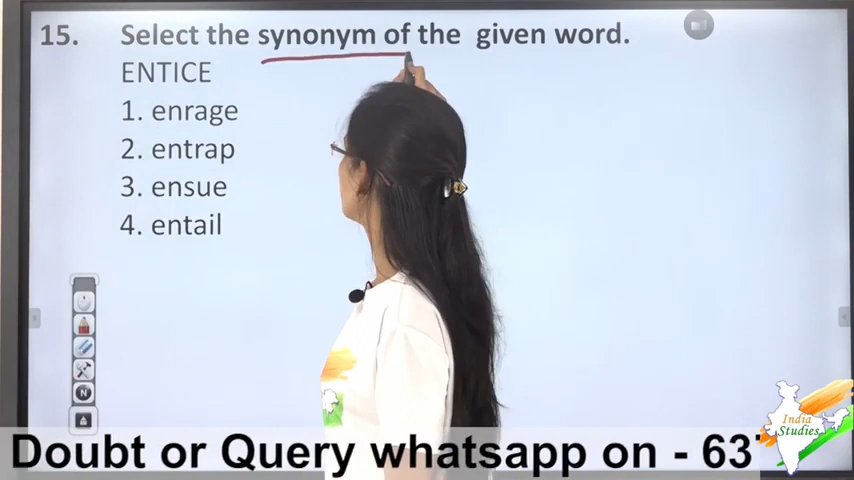 15. Select the synonym of the given word.
ENTICE
1. enrage
2. entrap
3. ensue
4. entail
N
India
Studies
Doubt or Query whatsapp on - 63